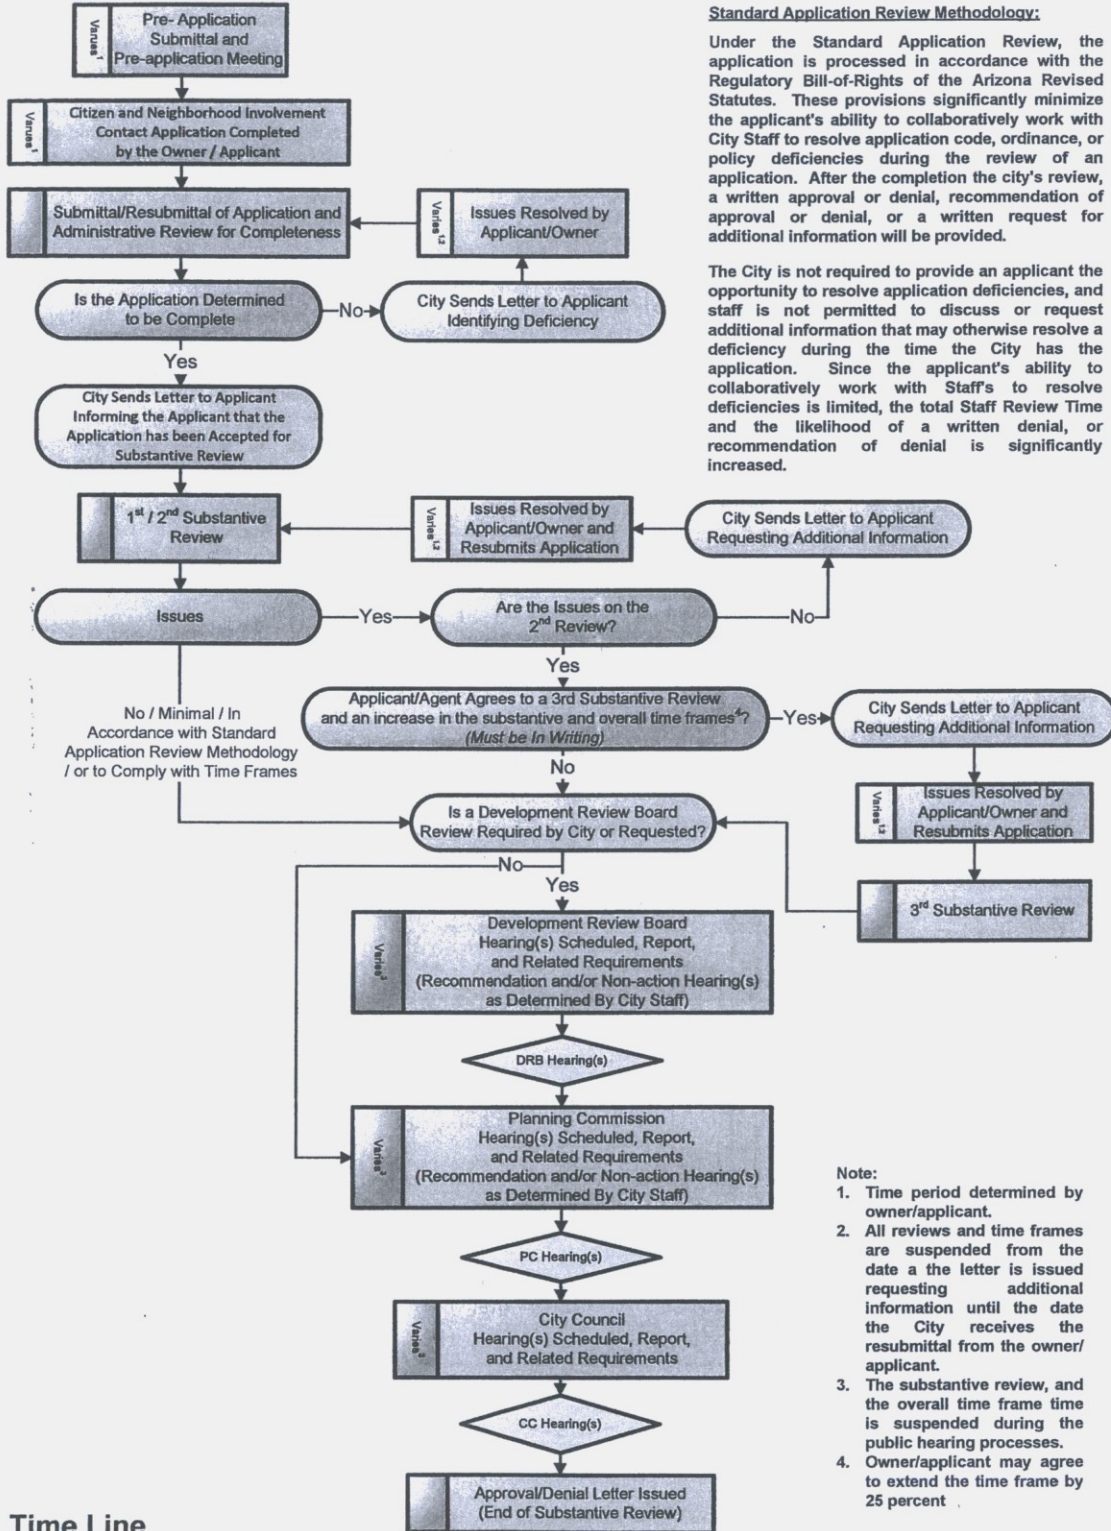 Pre- Application
Submittal and
Pre-application Meeting
Varues1
Citizen and Neighborhood Involvement
Contact Application Completed
by the Owner / Applicant
Varues1
Submittal/Resubmittal of Application and
Administrative Review for Completeness
Issues Resolved by
Applicant/Owner
Varies1,2
Is the Application Determined
to be Complete
No
City Sends Letter to Applicant
Identifying Deficiency
Yes
City Sends Letter to Applicant
Informing the Applicant that the
Application has been Accepted for
Substantive Review
1st / 2nd Substantive
Review
Issues Resolved by
Applicant/Owner and
Resubmits Application
Varies1,2
City Sends Letter to Applicant
Requesting Additional Information
Issues
Yes
Are the Issues on the
2nd Review?
No
Yes
No / Minimal / In
Accordance with Standard
Application Review Methodology
/ or to Comply with Time Frames
Applicant/Agent Agrees to a 3rd Substantive Review
and an increase in the substantive and overall time frames4?
(Must be In Writing)
Yes
City Sends Letter to Applicant
Requesting Additional Information
No
Issues Resolved by
Applicant/Owner and
Resubmits Application
Is a Development Review Board
Review Required by City or Requested?
3rd Substantive Review
No
Yes
Development Review Board
Hearing(s) Scheduled, Report,
and Related Requirements
(Recommendation and/or Non-action Hearing(s)
as Determined By City Staff)
DRB Hearing(s)
Planning Commission
Hearing(s) Scheduled, Report,
and Related Requirements
(Recommendation and/or Non-action Hearing(s)
as Determined By City Staff)
PC Hearing(s)
City Council
Hearing(s) Scheduled, Report,
and Related Requirements
CC Hearing(s)
Approval/Denial Letter Issued
(End of Substantive Review)
Time Line
Standard Application Review Methodology:
Under the Standard Application Review, the
application is processed in accordance with the
Regulatory Bill-of-Rights of the Arizona Revised
Statutes. These provisions significantly minimize
the applicant's ability to collaboratively work with
City Staff to resolve application code, ordinance, or
policy deficiencies during the review of an
application. After the completion the city's review,
a written approval or denial, recommendation of
approval or denial, or a written request for
additional information will be provided.
The City is not required to provide an applicant the
opportunity to resolve application deficiencies, and
staff is not permitted to discuss or request
additional information that may otherwise resolve a
deficiency during the time the City has the
application. Since the applicant's ability to
collaboratively work with Staff's to resolve
deficiencies is limited, the total Staff Review Time
and the likelihood of a written denial, or
recommendation of denial is significantly
increased.
Note:
1. Time period determined by
owner/applicant.
2. All reviews and time frames
are suspended from the
date a the letter is issued
requesting additional
information until the date
the City receives the
resubmittal from the owner/
applicant.
3. The substantive review, and
the overall time frame time
is suspended during the
public hearing processes.
4. Owner/applicant may agree
to extend the time frame by
25 percent